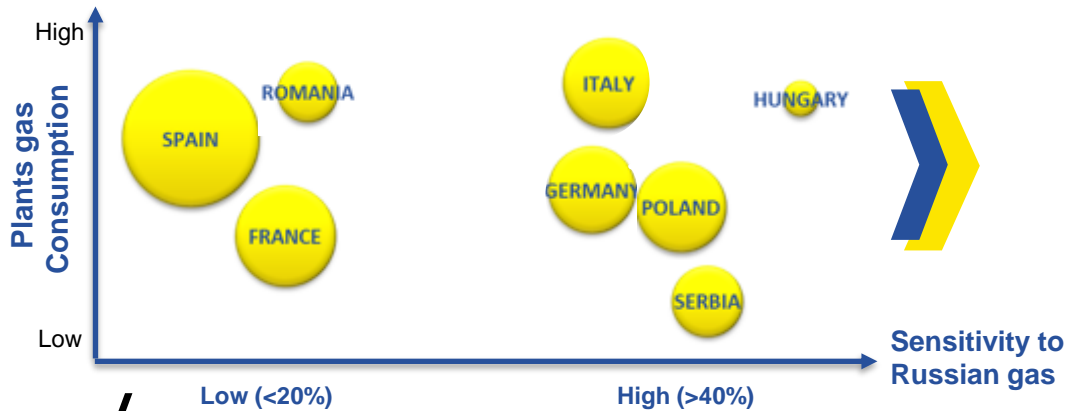 High
Plants gas
Consumption
Low
ROMANIA
SPAIN
FRANCE
ITALY
HUNGARY
GERMANY
POLAND
SERBIA
Low (<20%)
High (>40%)
Sensitivity to
Russian gas